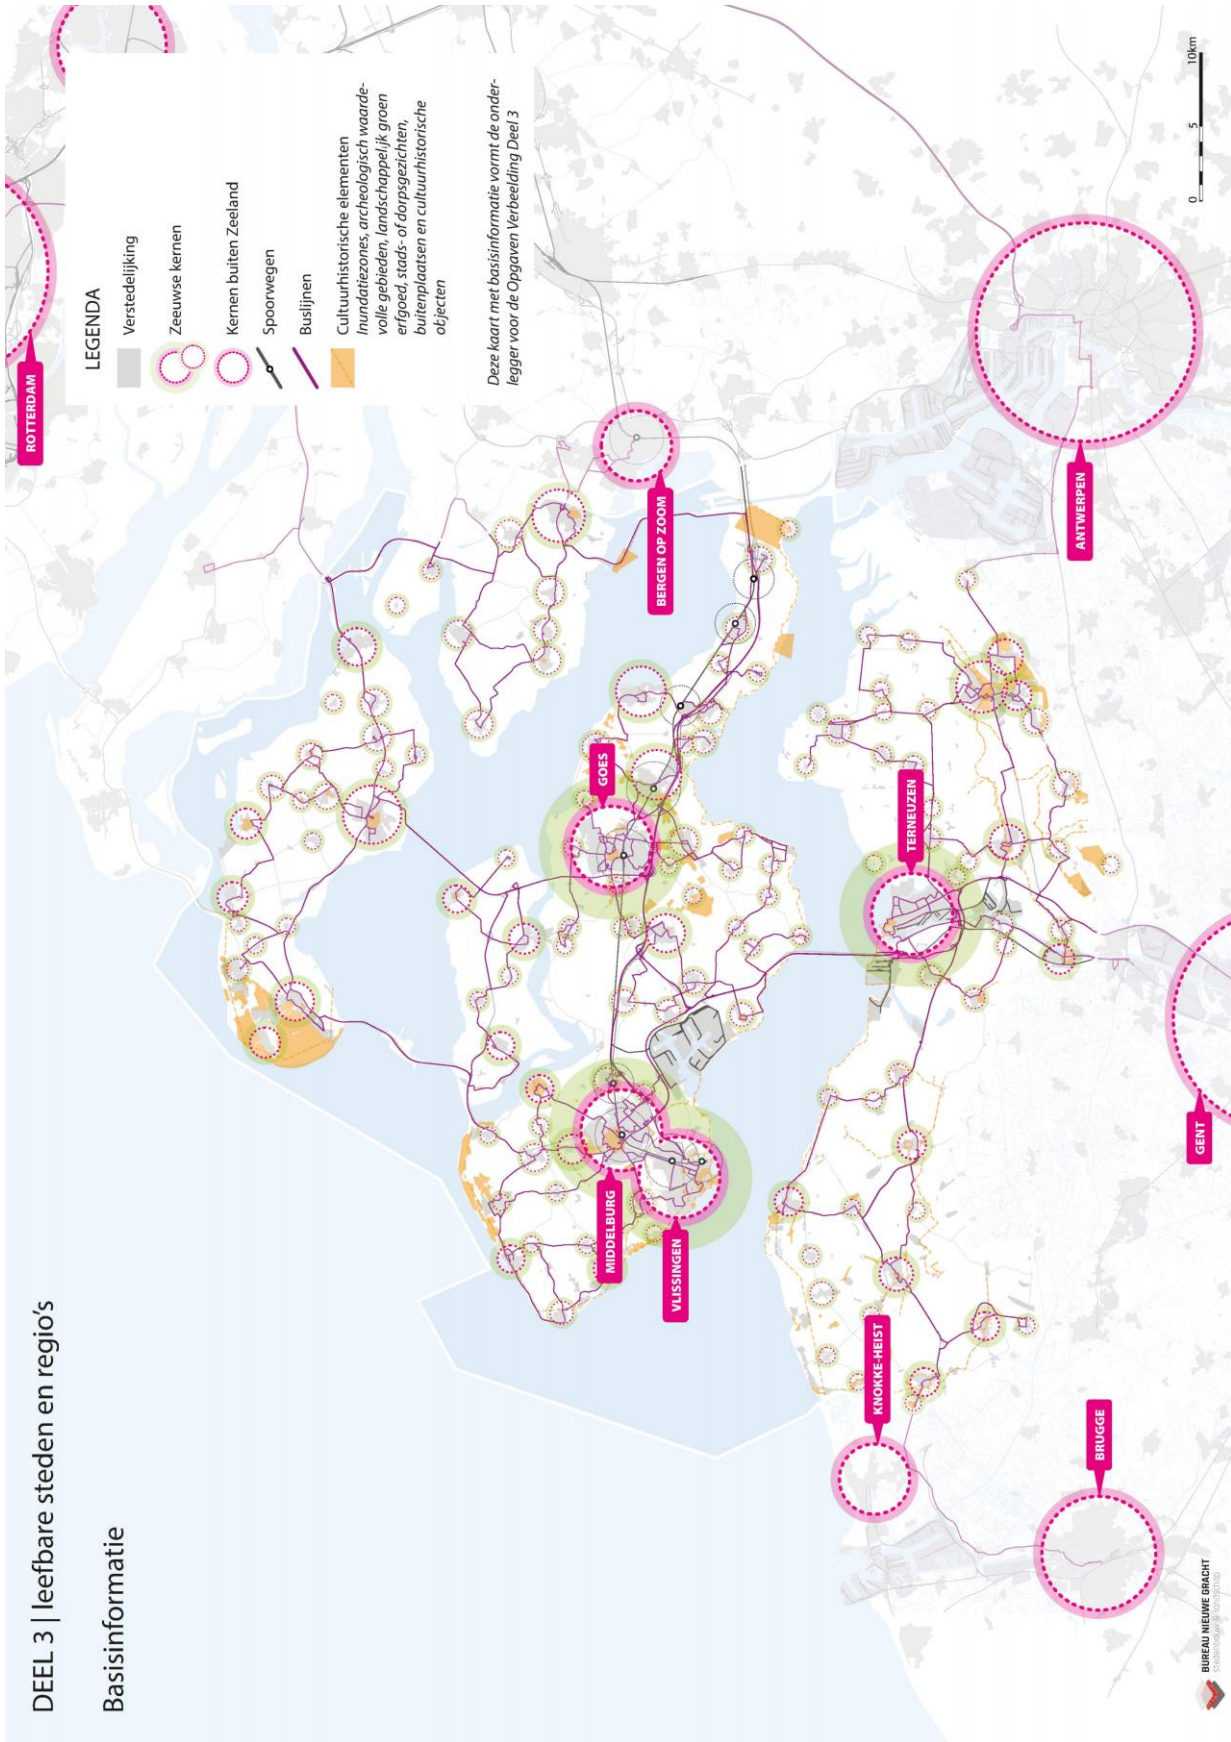 DEEL 3 | leefbare steden en regio's
Basisinformatie
LEGENDA
Verstedelijking
Zeeuwse kernen
Kernen buiten Zeeland
Spoorwegen
Buslijnen
Cultuurhistorische elementen
Inundatiezones, archeologisch waarde-
volle gebieden, landschappelijk groen
erfgoed, stads- of dorpsgezichten,
buitenplaatsen en cultuurhistorische
objecten
Deze kaart met basisinformatie vormt de onder-
legger voor de Opgaven Verbeelding Deel 3
ROTTERDAM
BERGEN OP ZOOM
GOES
MIDDELBURG
VLISSINGEN
TERNEUZEN
ANTWERPEN
KNOKKE-HEIST
BRUGGE
GENT
0 5 10km
BUREAU NIEUWE GRACHT
stedenbouw & landschap